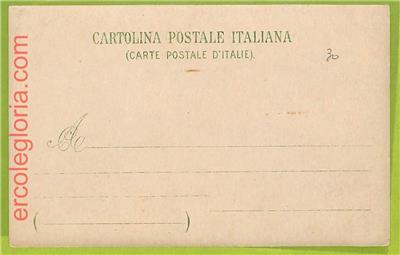 CARTOLINA POSTALE ITALIANA
(CARTE POSTALE D'ITALIE).
30
A
ercolegloria.com